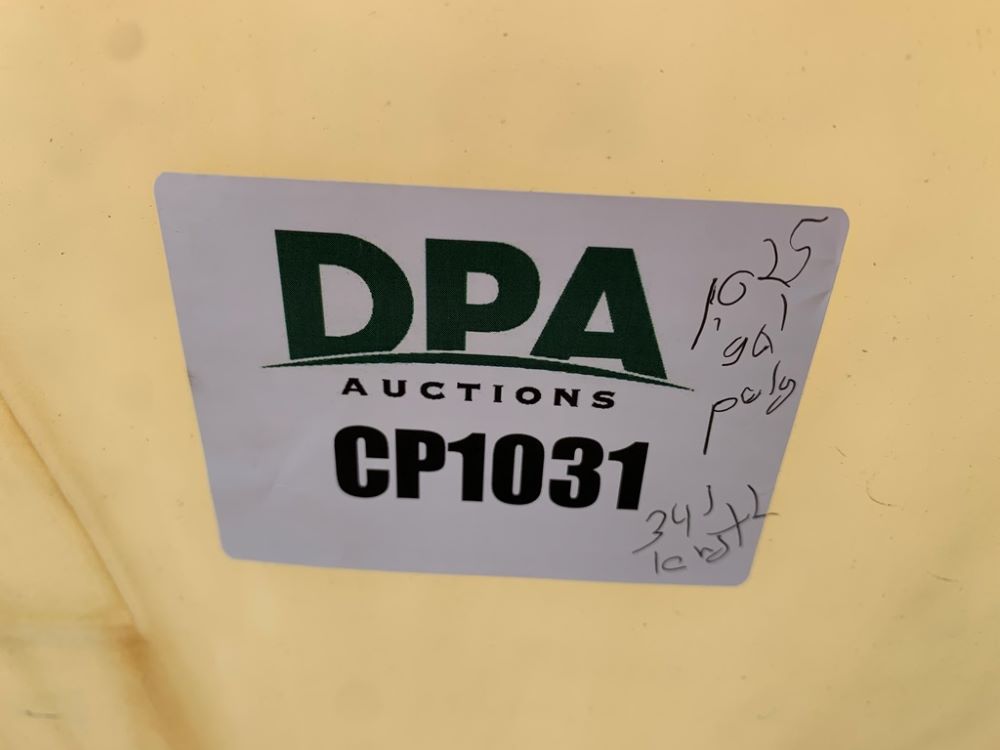 DPA
AUCTIONS
CP1031
1025
gal
poly